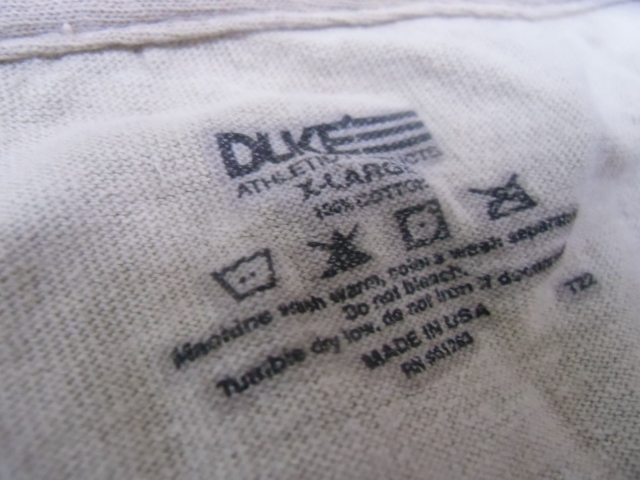 DUKE
ATHLETIC
X-LARGE
100% COTTON
Machine wash warm, colors wash separately
Do not bleach.
Tumble dry low, do not iron if decorated
MADE IN USA
RN
T22